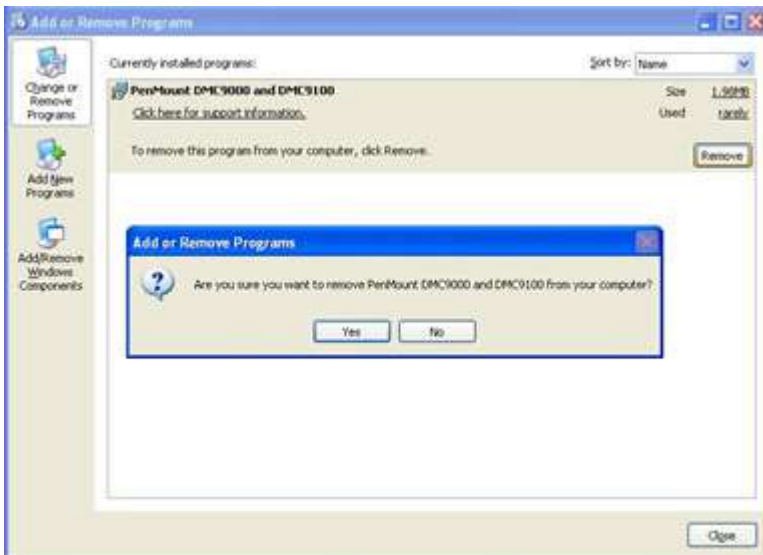 Add or Remove Programs
Change or
Remove
Programs
Add New
Programs
Add/Remove
Windows
Components
Currently installed programs:
Sort by: Name
PenMount DMC9000 and DMC9100
Size 1.98MB
Click here for support information.
Used rarely
To remove this program from your computer, click Remove.
Remove
Add or Remove Programs
Are you sure you want to remove PenMount DMC9000 and DMC9100 from your computer?
Yes No
Close